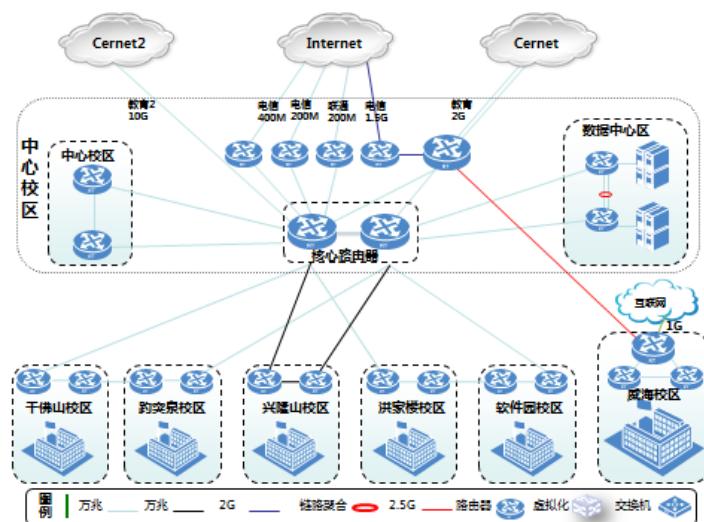 Cernet2
Internet
Cernet
教育2
10G
电信
400M
电信
200M
联通
200M
电信
1.5G
教育
2G
中心校区
中心校区
数据中心区
核心路由器
互联网
1G
千佛山校区
趵突泉校区
兴隆山校区
洪家楼校区
软件园校区
威海校区
图例
万兆
万兆
2G
链路聚合
2.5G
路由器
虚拟化
交换机